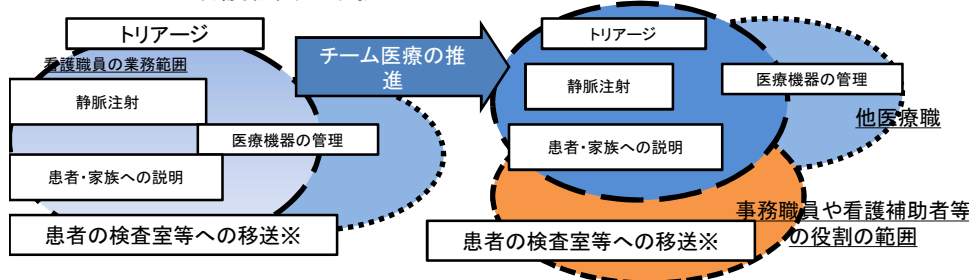 トリアージ
看護職員の業務範囲
静脈注射
医療機器の管理
患者・家族への説明
患者の検査室等への移送※
チーム医療の推
進
トリアージ
静脈注射
医療機器の管理
他医療職
患者・家族への説明
事務職員や看護補助者等
の役割の範囲
患者の検査室等への移送※